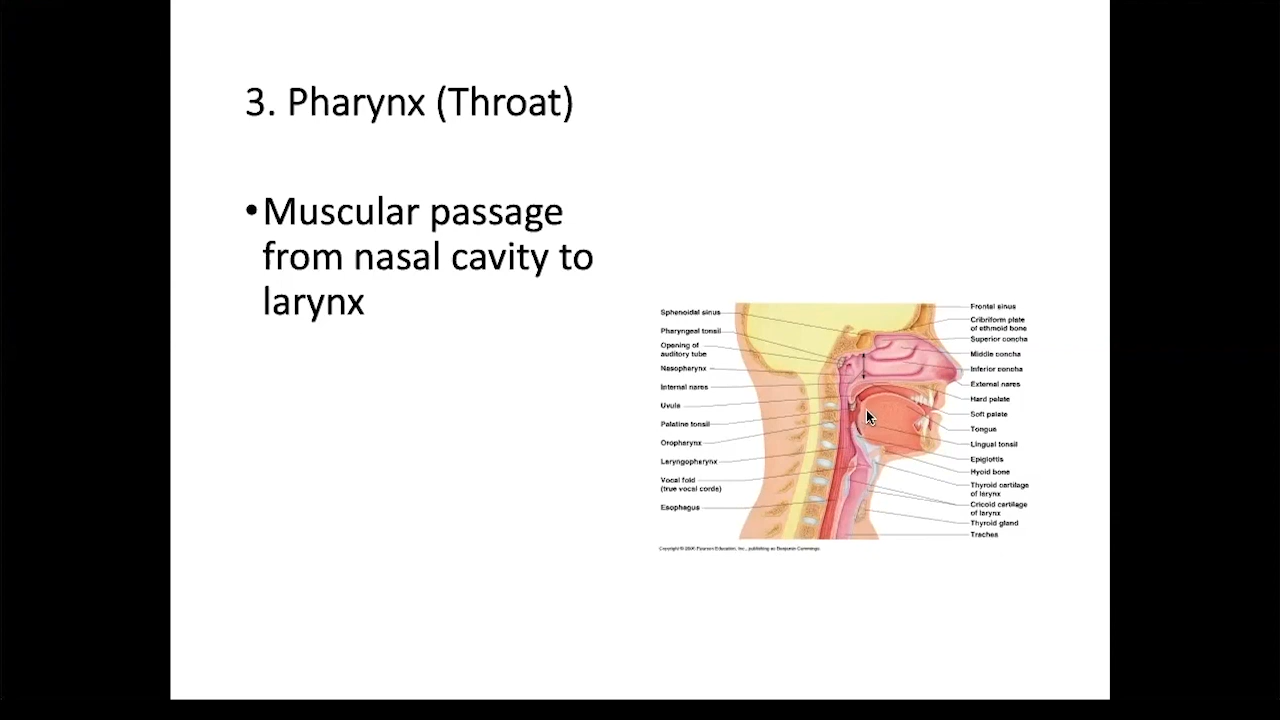 3. Pharynx (Throat)
•Muscular passage
from nasal cavity to
larynx
Sphenoidal sinus
Pharyngeal tonsil
Opening of
auditory tube
Nasopharynx
Internal nares
Uvula
Palatine tonsil
Oropharynx
Laryngopharynx
Vocal fold
(true vocal cords)
Esophagus
Frontal sinus
Cribriform plate
of ethmoid bone
Superior concha
Middle concha
Inferior concha
External nares
Hard palate
Soft palate
Tongue
Lingual tonsil
Epiglottis
Hyoid bone
Thyroid cartilage
of larynx
Cricoid cartilage
of larynx
Thyroid gland
Trachea
Copyright © 2006 Pearson Education, Inc., publishing as Benjamin Cummings.